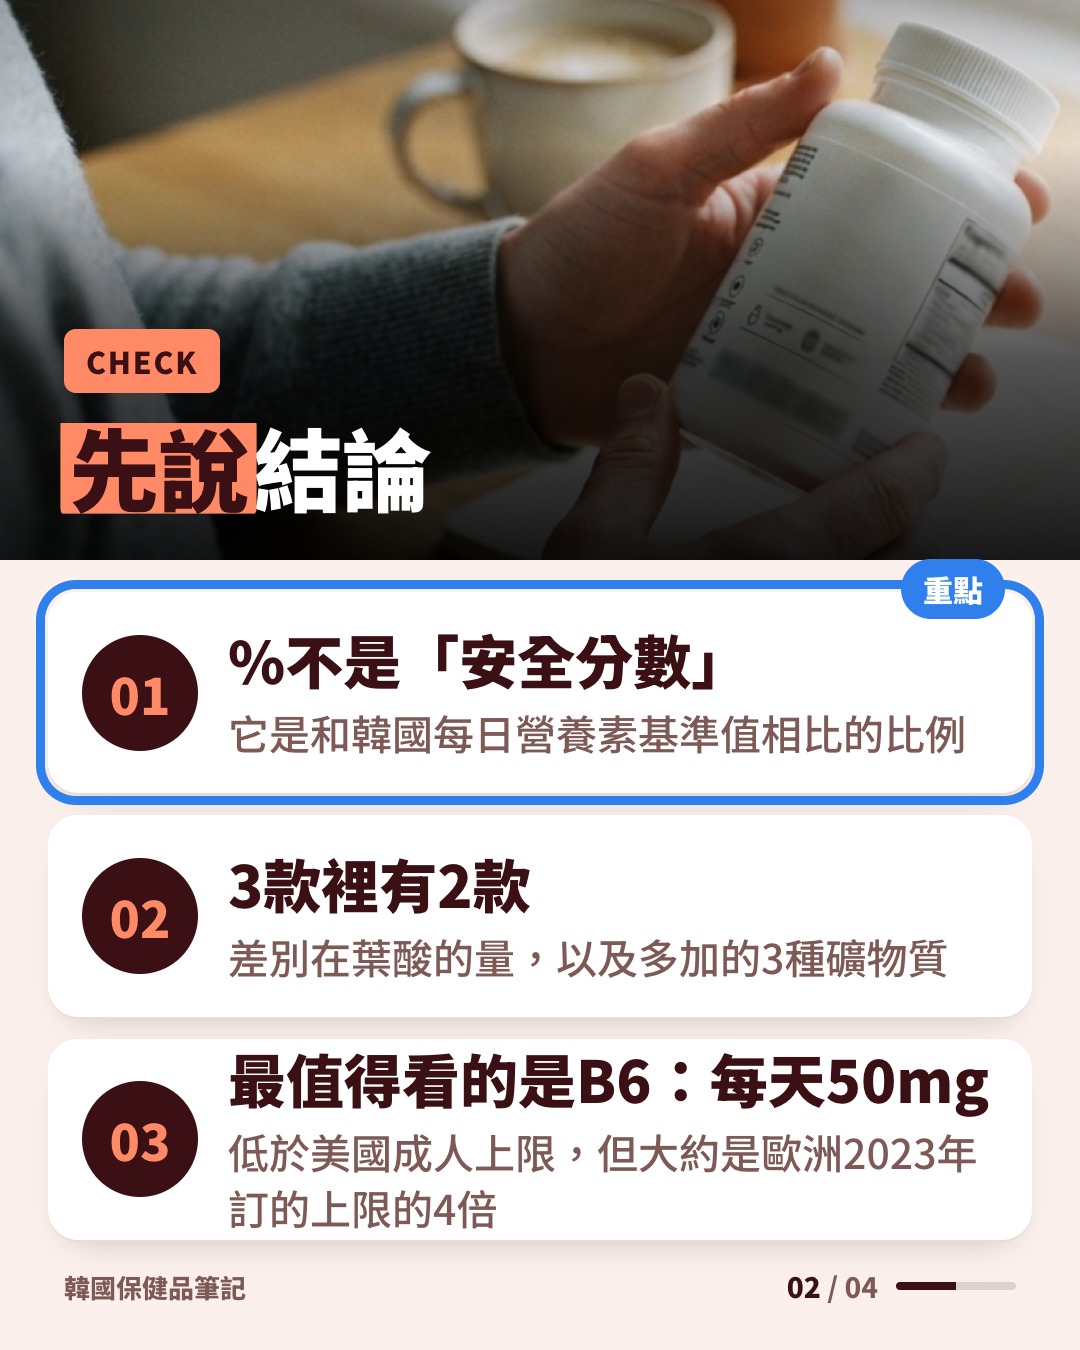 CHECK
先說結論
重點
01
%不是「安全分數」
它是和韓國每日營養素基準值相比的比例
02
3款裡有2款
差別在葉酸的量，以及多加的3種礦物質
03
最值得看的是B6：每天50mg
低於美國成人上限，但大約是歐洲2023年
訂的上限的4倍
韓國保健品筆記
02 / 04